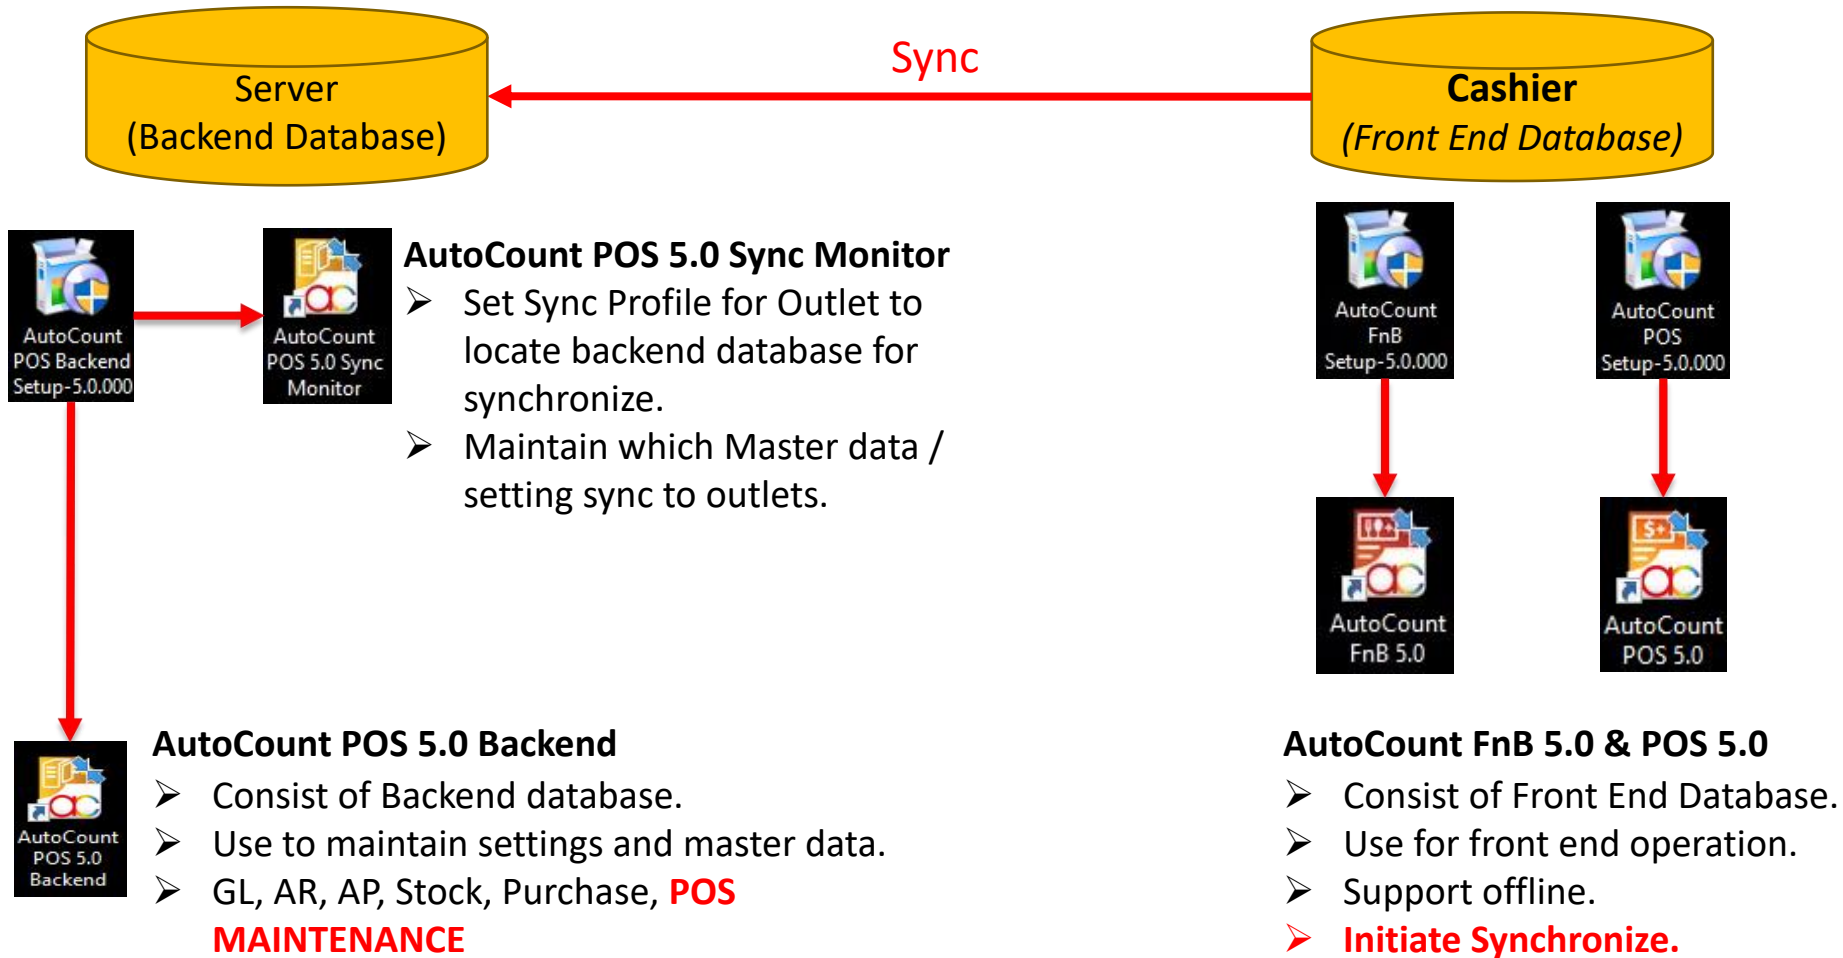 Server
(Backend Database)
Sync
Cashier
(Front End Database)
AutoCount
POS Backend
Setup-5.0.000
AutoCount
POS 5.0 Sync
Monitor
AutoCount POS 5.0 Sync Monitor
➢ Set Sync Profile for Outlet to
locate backend database for
synchronize.
➢ Maintain which Master data /
setting sync to outlets.
AutoCount
FnB
Setup-5.0.000
AutoCount
POS
Setup-5.0.000
AutoCount
FnB 5.0
AutoCount
POS 5.0
AutoCount
POS 5.0
Backend
AutoCount POS 5.0 Backend
➢ Consist of Backend database.
➢ Use to maintain settings and master data.
➢ GL, AR, AP, Stock, Purchase, POS
MAINTENANCE
AutoCount FnB 5.0 & POS 5.0
➢ Consist of Front End Database.
➢ Use for front end operation.
➢ Support offline.
➢ Initiate Synchronize.